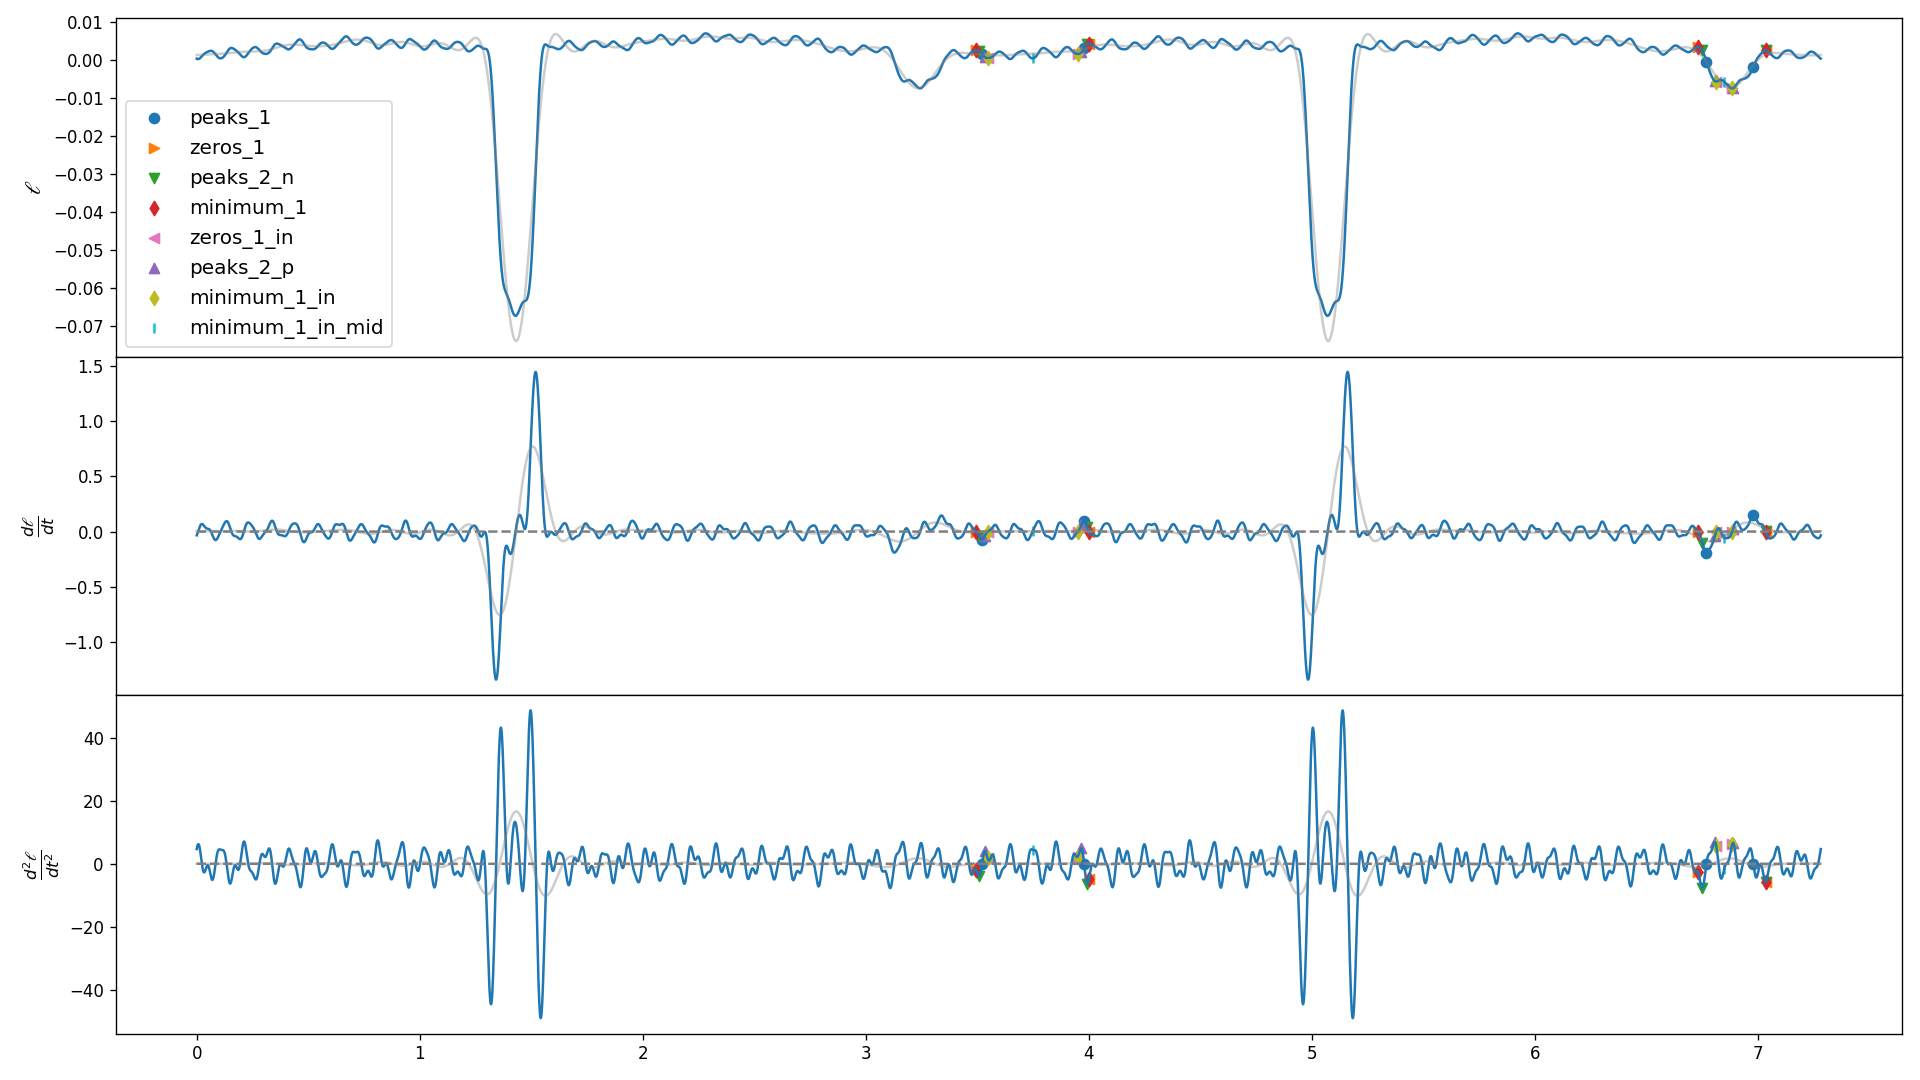 0.01
0.00
−0.01
−0.02
−0.03
−0.04
−0.05
−0.06
−0.07
ℓ
peaks_1
zeros_1
peaks_2_n
minimum_1
zeros_1_in
peaks_2_p
minimum_1_in
minimum_1_in_mid
1.5
1.0
0.5
0.0
−0.5
−1.0
dℓ/dt
40
20
0
−20
−40
d²ℓ/dt²
0 1 2 3 4 5 6 7